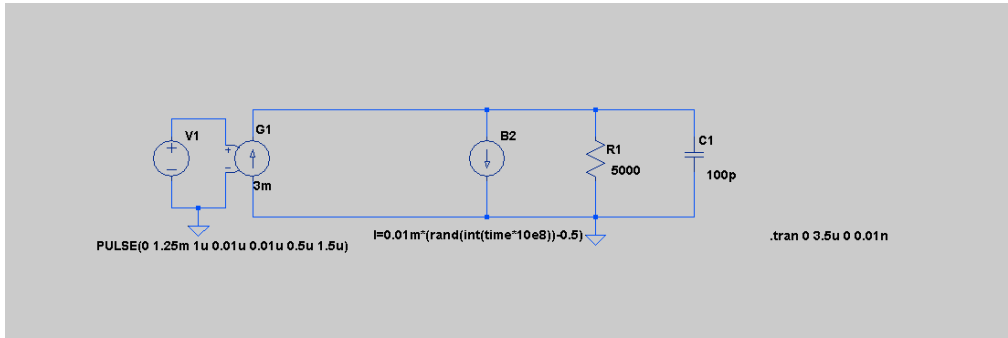 V1
G1
+
-
3m
B2
R1
5000
C1
100p
+
-
PULSE(0 1.25m 1u 0.01u 0.01u 0.5u 1.5u)
I=0.01m*(rand(int(time*10e8))-0.5)
.tran 0 3.5u 0 0.01n